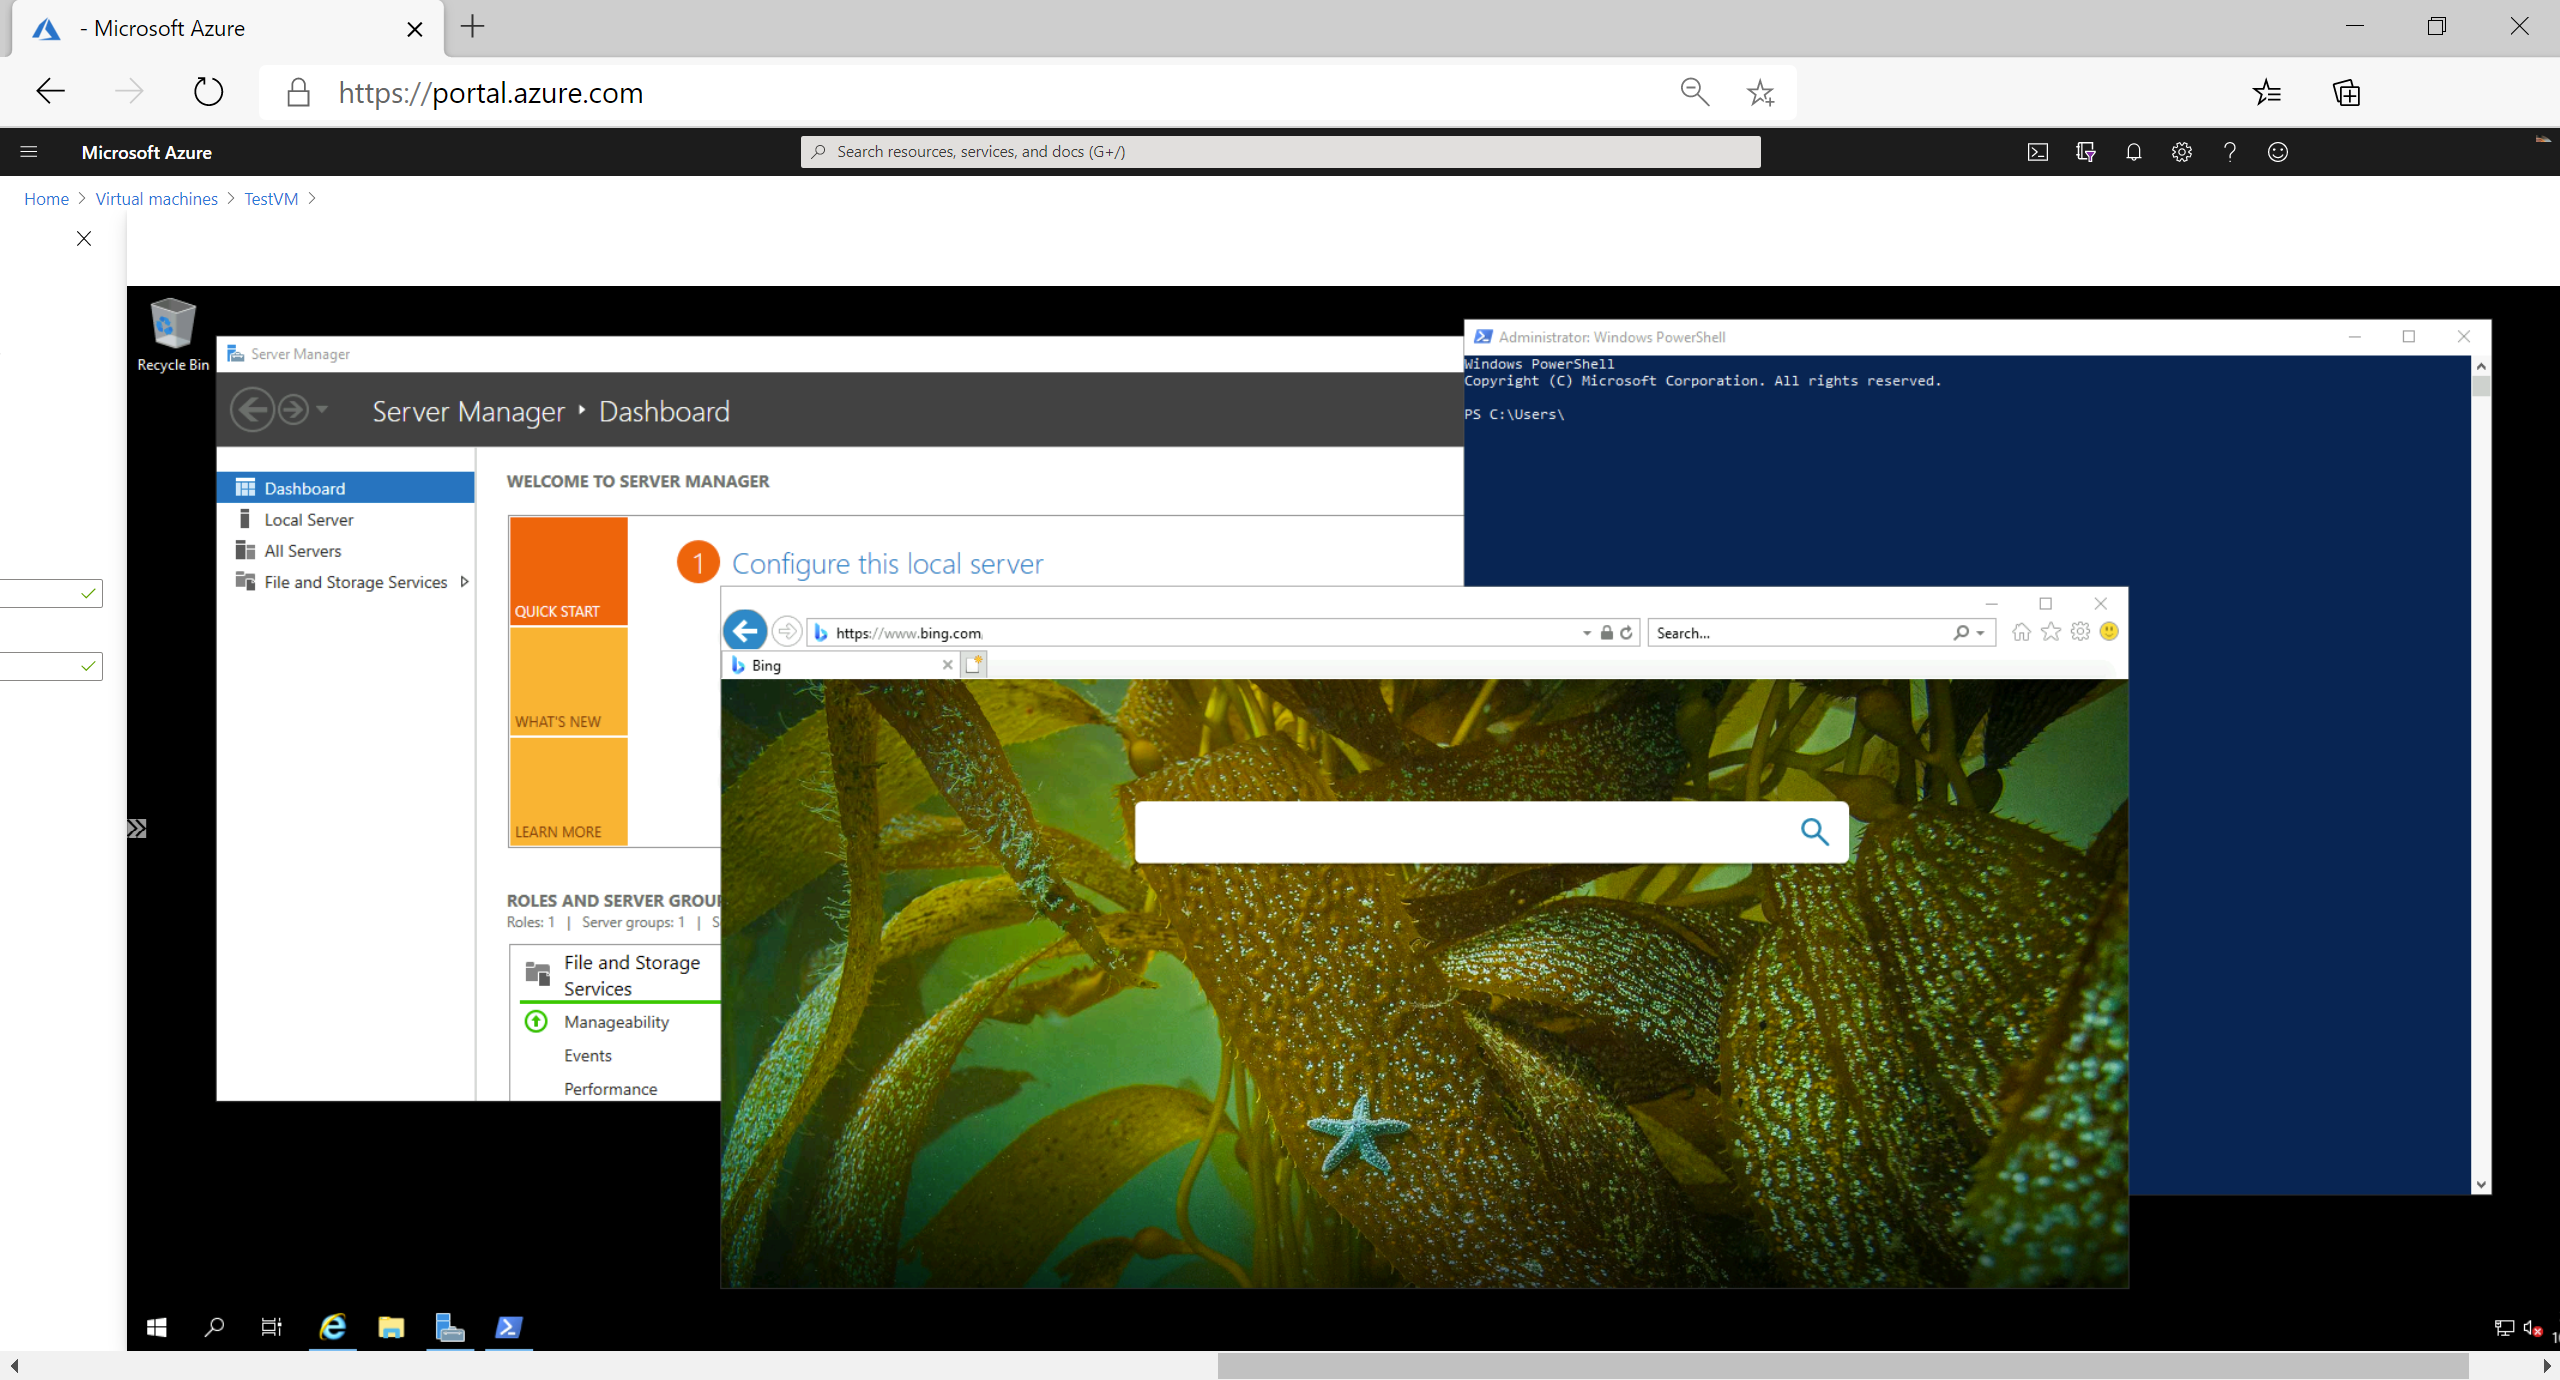 - Microsoft Azure
https://portal.azure.com
Microsoft Azure
Search resources, services, and docs (G+/)
Home > Virtual machines > TestVM >
Recycle Bin
Server Manager
Server Manager ‣ Dashboard
Dashboard
Local Server
All Servers
File and Storage Services
WELCOME TO SERVER MANAGER
QUICK START
WHAT'S NEW
LEARN MORE
1 Configure this local server
ROLES AND SERVER GROUP
Roles: 1 | Server groups: 1 | S
File and Storage
Services
Manageability
Events
Performance
Administrator: Windows PowerShell
Windows PowerShell
Copyright (C) Microsoft Corporation. All rights reserved.
PS C:\Users\
https://www.bing.com
Search...
Bing